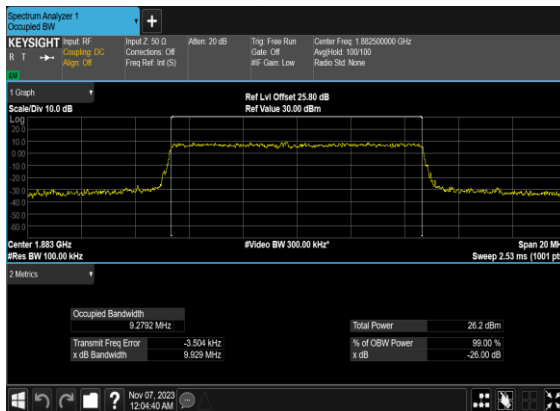 Spectrum Analyzer 1
Occupied BW
KEYSIGHT
R T
Input: RF
Coupling: DC
Align: Off
Input Z: 50 Ω
Corrections: Off
Freq Ref: Int (S)
Atten: 20 dB
Trig: Free Run
Gate: Off
#IF Gain: Low
Center Freq: 1.882500000 GHz
Avg|Hold: 100/100
Radio Std: None
1 Graph
Scale/Div 10.0 dB
Ref Lvl Offset 25.80 dB
Ref Value 30.00 dBm
Log
20.0
10.0
0.00
-10.0
-20.0
-30.0
-40.0
-50.0
-60.0
Center 1.883 GHz
#Res BW 100.00 kHz
#Video BW 300.00 kHz*
Span 20 MH
Sweep 2.53 ms (1001 pts
2 Metrics
Occupied Bandwidth
9.2792 MHz
Transmit Freq Error -3.504 kHz
x dB Bandwidth 9.929 MHz
Total Power 26.2 dBm
% of OBW Power 99.00 %
x dB -26.00 dB
?
Nov 07, 2023
12:04:40 AM